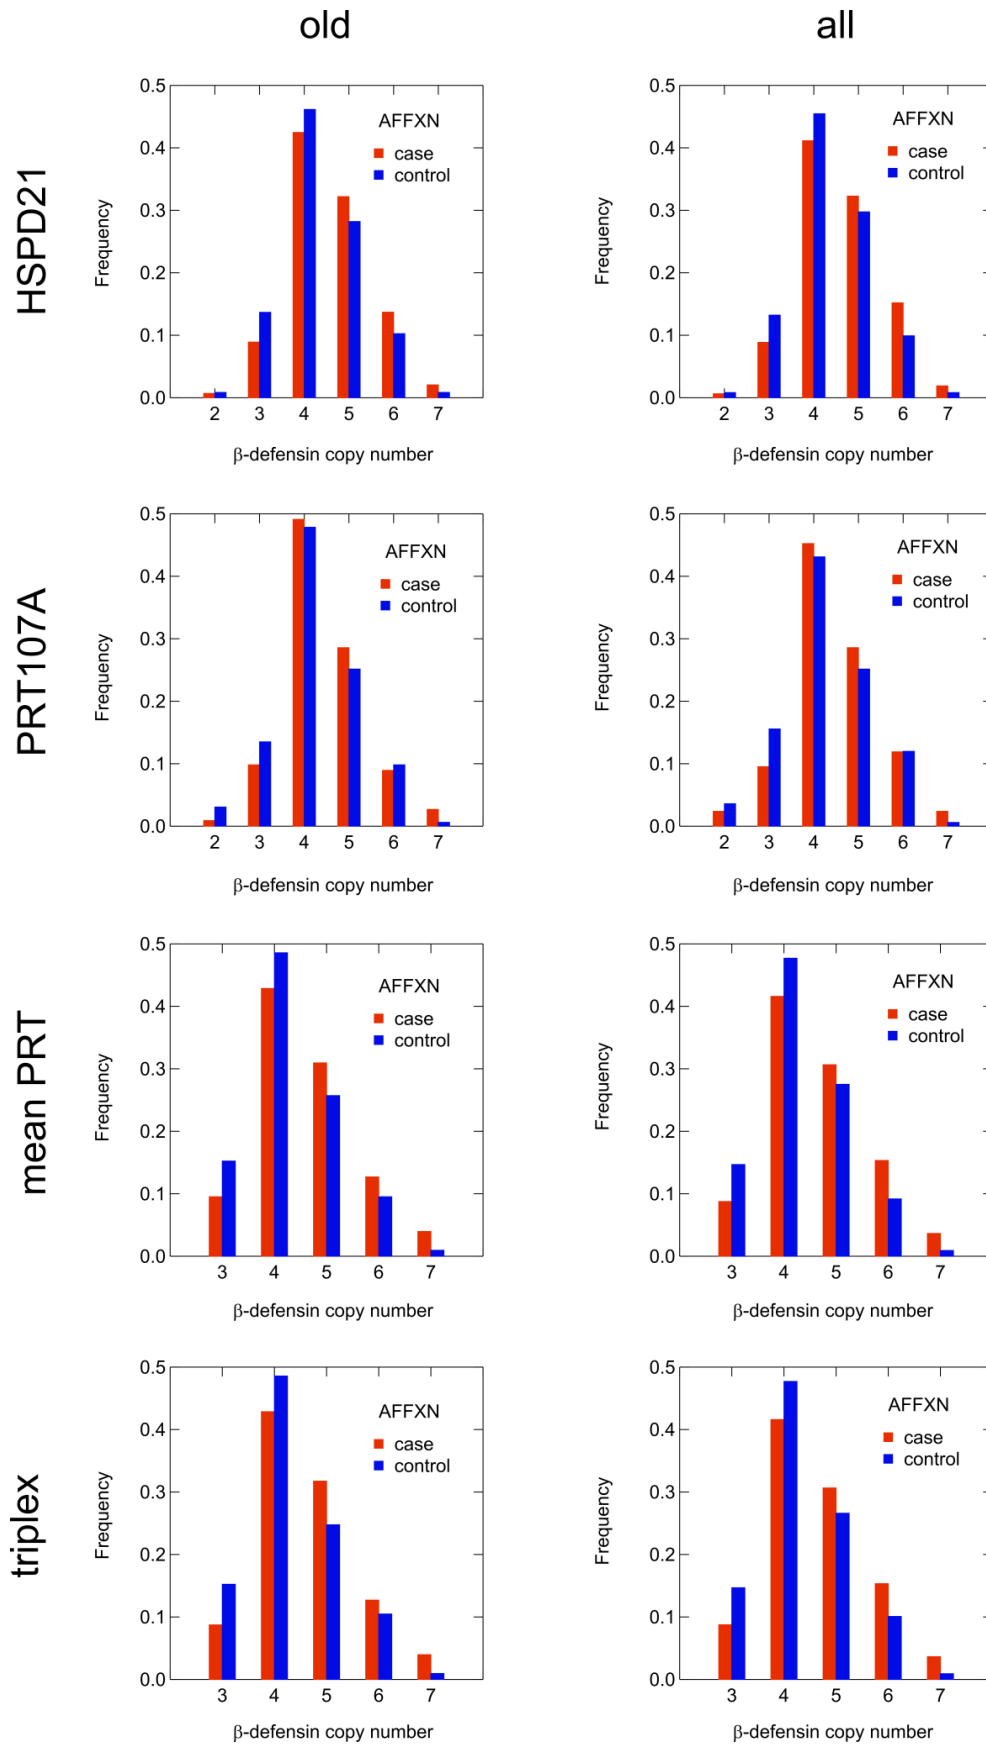 old all
HSPD21
0.5
0.4
0.3
0.2
0.1
0.0
Frequency
AFFXN
case
control
2 3 4 5 6 7
β-defensin copy number
0.5
0.4
0.3
0.2
0.1
0.0
Frequency
AFFXN
case
control
2 3 4 5 6 7
β-defensin copy number
PRT107A
0.5
0.4
0.3
0.2
0.1
0.0
Frequency
AFFXN
case
control
2 3 4 5 6 7
β-defensin copy number
0.5
0.4
0.3
0.2
0.1
0.0
Frequency
AFFXN
case
control
2 3 4 5 6 7
β-defensin copy number
mean PRT
0.5
0.4
0.3
0.2
0.1
0.0
Frequency
AFFXN
case
control
3 4 5 6 7
β-defensin copy number
0.5
0.4
0.3
0.2
0.1
0.0
Frequency
AFFXN
case
control
3 4 5 6 7
β-defensin copy number
triplex
0.5
0.4
0.3
0.2
0.1
0.0
Frequency
AFFXN
case
control
3 4 5 6 7
β-defensin copy number
0.5
0.4
0.3
0.2
0.1
0.0
Frequency
AFFXN
case
control
3 4 5 6 7
β-defensin copy number